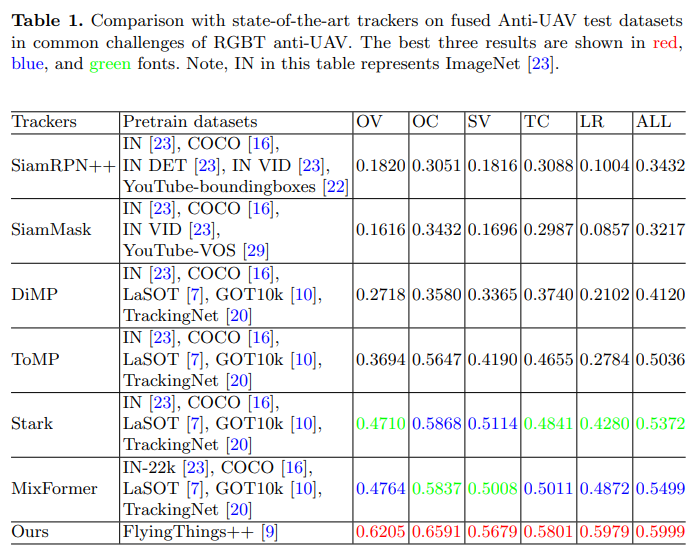 Table 1. Comparison with state-of-the-art trackers on fused Anti-UAV test datasets
in common challenges of RGBT anti-UAV. The best three results are shown in red,
blue, and green fonts. Note, IN in this table represents ImageNet [23].
Trackers Pretrain datasets OV OC SV TC LR ALL
IN [23], COCO [16],
SiamRPN++ IN DET [23], IN VID [23], 0.1820 0.3051 0.1816 0.3088 0.1004 0.3432
YouTube-boundingboxes [22]
IN [23], COCO [16],
SiamMask IN VID [23], 0.1616 0.3432 0.1696 0.2987 0.0857 0.3217
YouTube-VOS [29]
IN [23], COCO [16],
DiMP LaSOT [7], GOT10k [10], 0.2718 0.3580 0.3365 0.3740 0.2102 0.4120
TrackingNet [20]
IN [23], COCO [16],
ToMP LaSOT [7], GOT10k [10], 0.3694 0.5647 0.4190 0.4655 0.2784 0.5036
TrackingNet [20]
IN [23], COCO [16],
Stark LaSOT [7], GOT10k [10], 0.4710 0.5868 0.5114 0.4841 0.4280 0.5372
TrackingNet [20]
IN-22k [23], COCO [16],
MixFormer LaSOT [7], GOT10k [10], 0.4764 0.5837 0.5008 0.5011 0.4872 0.5499
TrackingNet [20]
Ours FlyingThings++ [9] 0.6205 0.6591 0.5679 0.5801 0.5979 0.5999